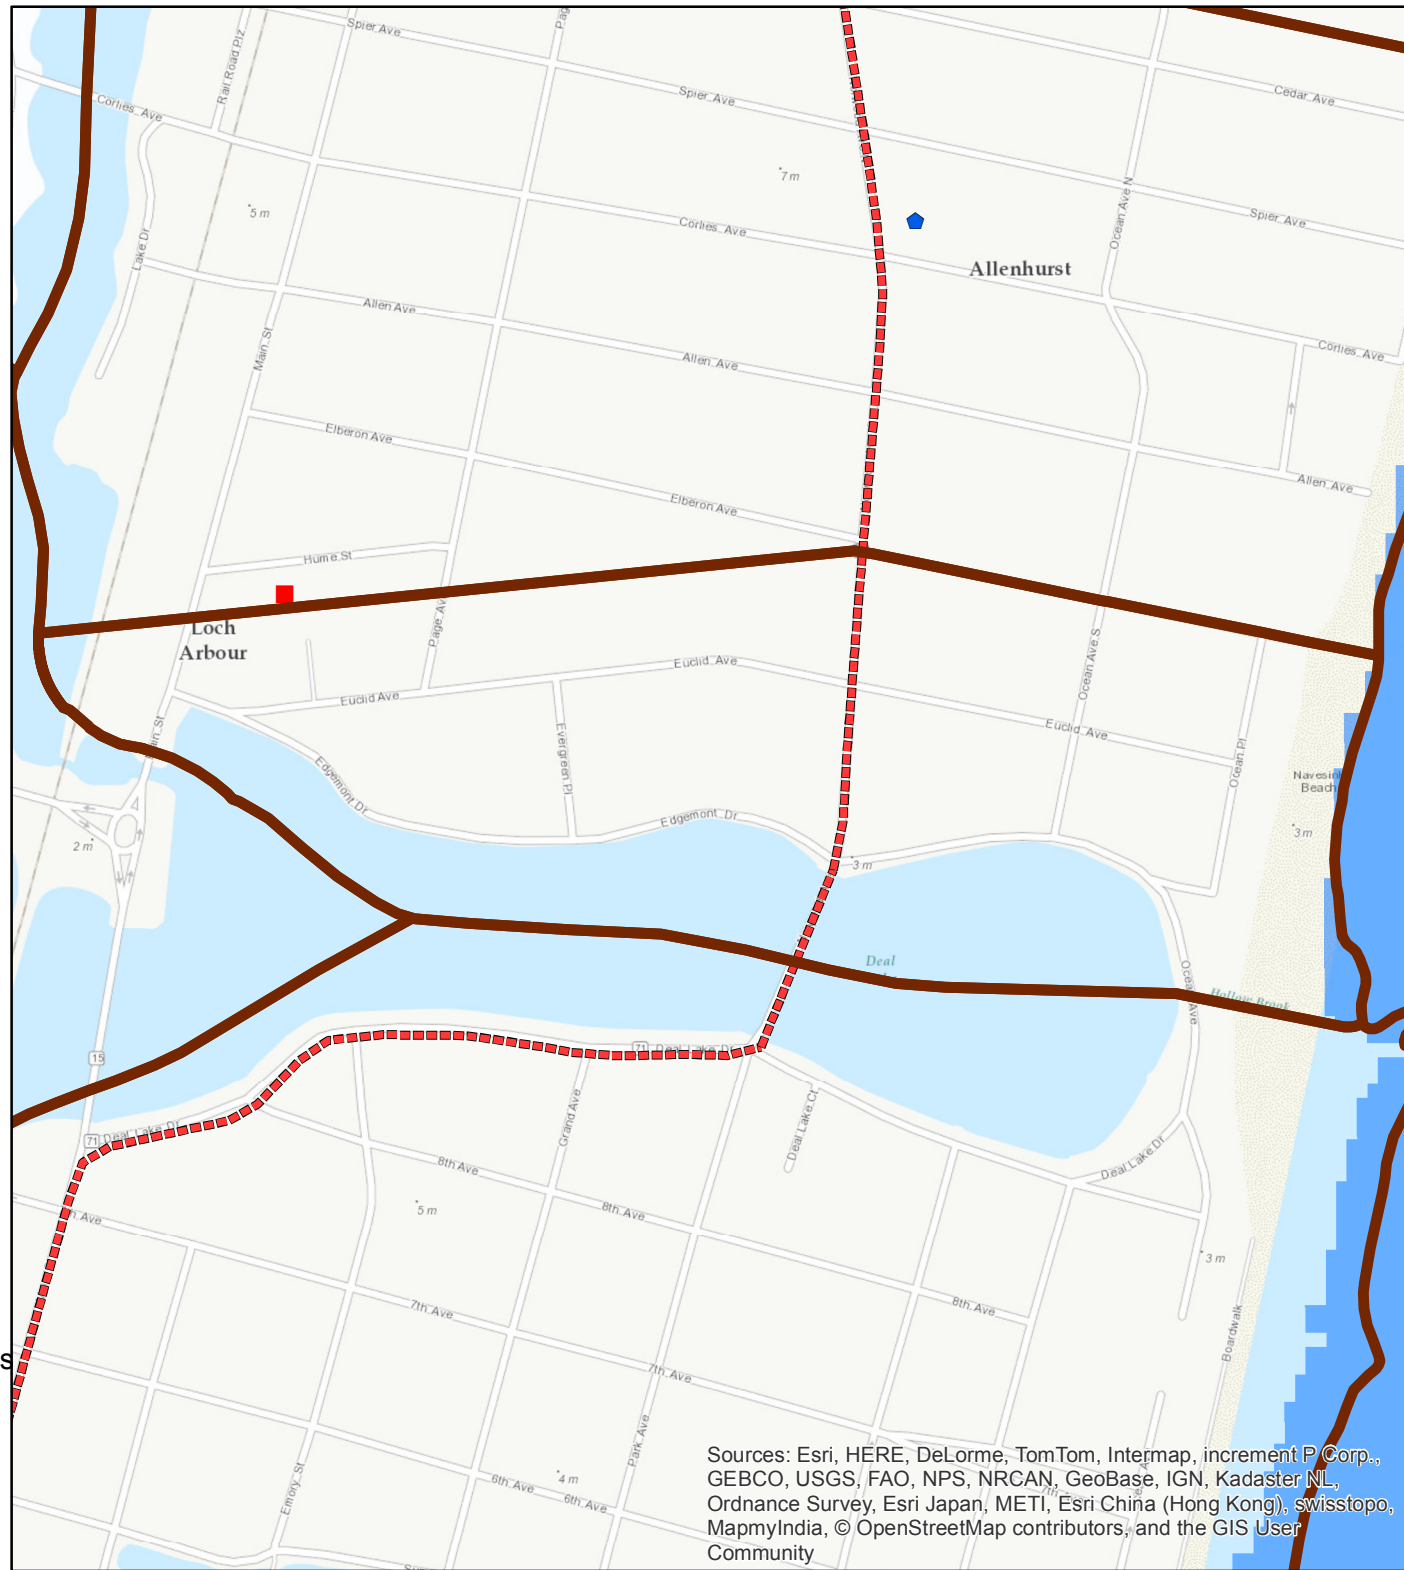 Spier Ave
Pag
Rail Road Plz
Corlies Ave
Spier Ave
Cedar Ave
7 m
5 m
Ocean Ave N
Spier Ave
Corlies Ave
Lake Dr
Allenhurst
Allen Ave
Main St
Corlies Ave
Allen Ave
Elberon Ave
Allen Ave
Elberon Ave
Hume St
Loch
Arbour
Page Av
Euclid Ave
Ocean Ave S
Euclid Ave
Euclid Ave
Evergreen Pl
Ocean Pl
Edgemont Dr
Beach
Edgemont Dr
3 m
2 m
3 m
Deal
Hollow Brook
15
71 Deal Lake Dr
71 Deal Lake Dr
Grand Ave
Deal Lake Ct
Deal Lake Dr
8th Ave
5 m
8th Ave
h Ave
3 m
8th Ave
7th Ave
Boardwalk
s
7th Ave
Park Ave
4 m
6th Ave
6th Ave
Emory St
7th Ave
Sources: Esri, HERE, DeLorme, TomTom, Intermap, increment P Corp.,
GEBCO, USGS, FAO, NPS, NRCAN, GeoBase, IGN, Kadaster NL,
Ordnance Survey, Esri Japan, METI, Esri China (Hong Kong), swisstopo,
MapmyIndia, © OpenStreetMap contributors, and the GIS User
Community